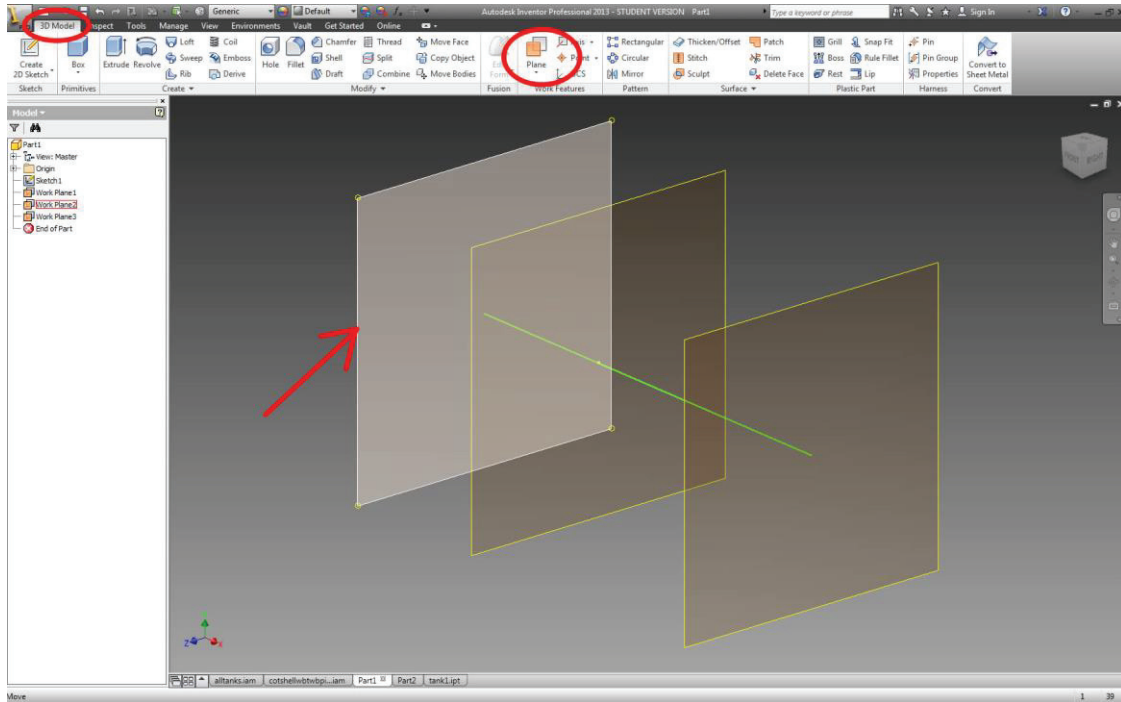 Generic Default Autodesk Inventor Professional 2013 - STUDENT VERSION Part1 Type a keyword or phrase Sign In
3D Model Inspect Tools Manage View Environments Vault Get Started Online
Create 2D Sketch
Box
Extrude Revolve
Loft Coil
Sweep Emboss
Rib Derive
Hole Fillet
Chamfer Thread Move Face
Shell Split Copy Object
Draft Combine Move Bodies
Plane
Axis
Point
UCS
Rectangular
Circular
Mirror
Thicken/Offset Patch
Stitch Trim
Sculpt Delete Face
Grill Snap Fit
Boss Rule Fillet
Rest Lip
Pin
Pin Group
Properties
Convert to Sheet Metal
Sketch Primitives Create Modify Fusion Work Features Pattern Surface Plastic Part Harness Convert
Model
Part1
View: Master
Origin
Sketch1
Work Plane1
Work Plane2
Work Plane3
End of Part
FRONT RIGHT
Z X
alltanks.iam cotshellwbtwbpi...iam Part1 Part2 tank1.ipt
Move 1 39